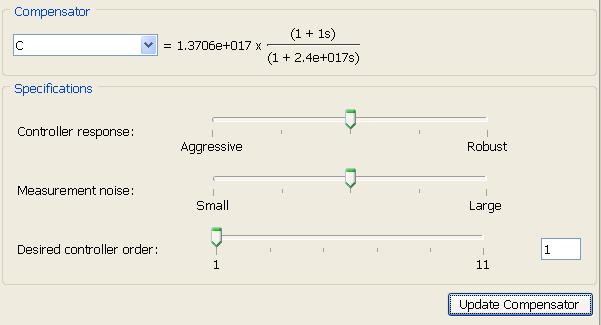 Compensator
C = 1.3706e+017 x (1 + 1s)
(1 + 2.4e+017s)
Specifications
Controller response:
Aggressive Robust
Measurement noise:
Small Large
Desired controller order: 1
1 11
Update Compensator